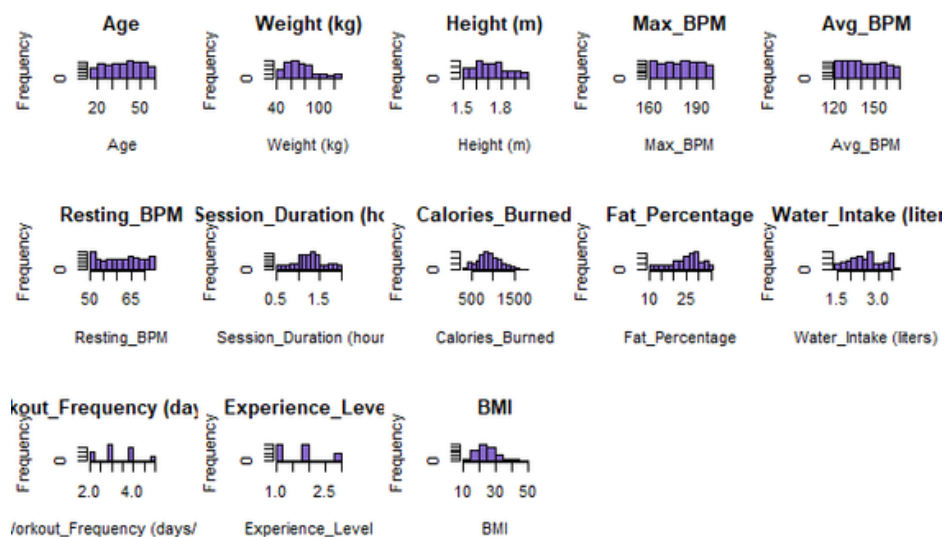 Age
Frequency
0
20 50
Age
Weight (kg)
Frequency
0
40 100
Weight (kg)
Height (m)
Frequency
0
1.5 1.8
Height (m)
Max_BPM
Frequency
0
160 190
Max_BPM
Avg_BPM
Frequency
0
120 150
Avg_BPM
Resting_BPM
Frequency
0
50 65
Resting_BPM
Session_Duration (ho
Frequency
0
0.5 1.5
Session_Duration (hour
Calories_Burned
Frequency
0
500 1500
Calories_Burned
Fat_Percentage
Frequency
0
10 25
Fat_Percentage
Water_Intake (liter
Frequency
0
1.5 3.0
Water_Intake (liters)
kout_Frequency (day
Frequency
0
2.0 4.0
Vorkout_Frequency (days/
Experience_Leve
Frequency
0
1.0 2.5
Experience_Level
BMI
Frequency
0
10 30 50
BMI